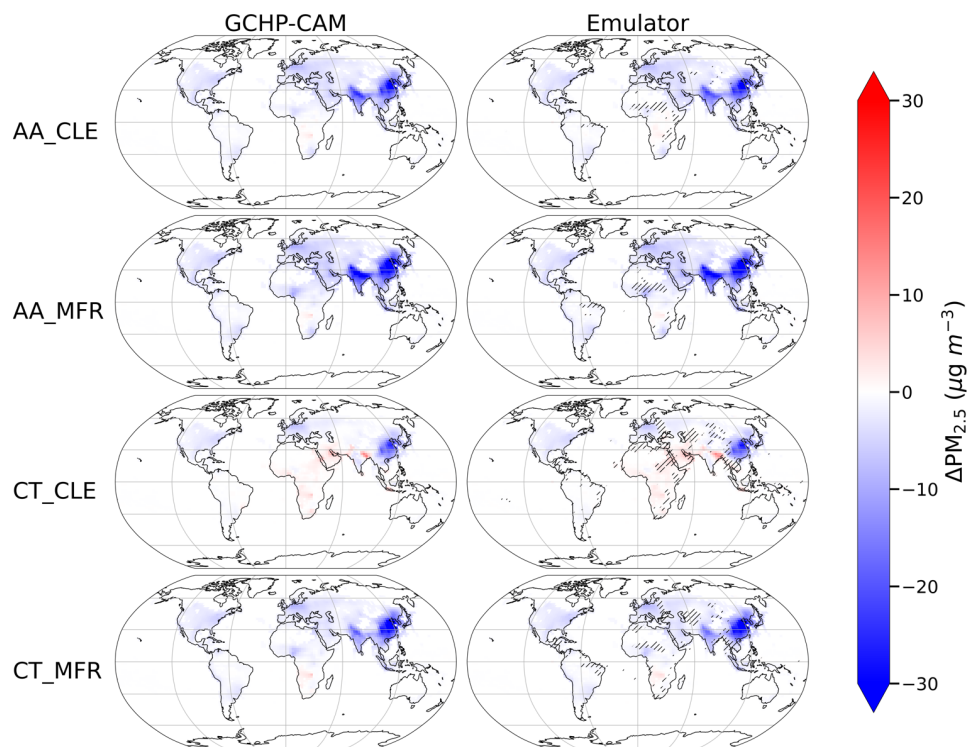 GCHP-CAM Emulator
AA_CLE
AA_MFR
CT_CLE
CT_MFR
30
20
10
0
−10
−20
−30
ΔPM₂.₅ (μg m⁻³)